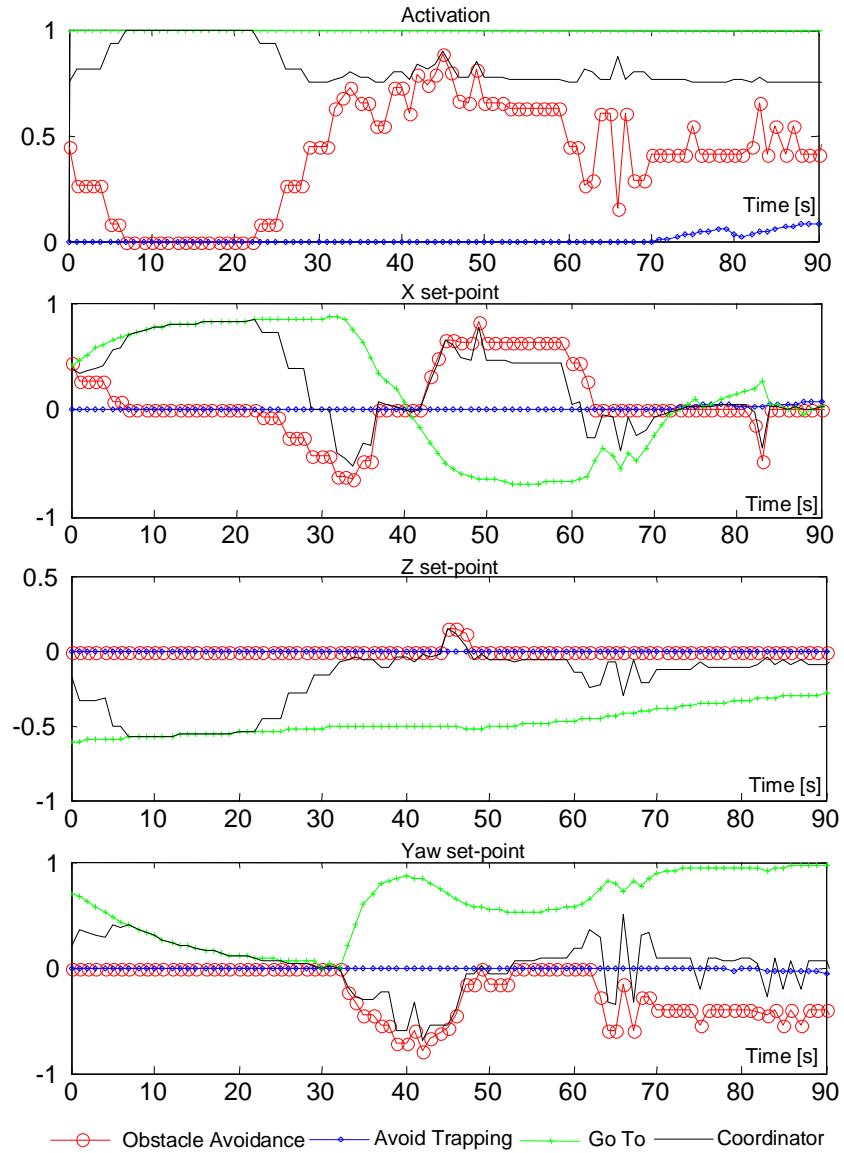 Activation
1
0.5
0
Time [s]
0 10 20 30 40 50 60 70 80 90
X set-point
1
0
-1
Time [s]
0 10 20 30 40 50 60 70 80 90
Z set-point
0.5
0
-0.5
-1
Time [s]
0 10 20 30 40 50 60 70 80 90
Yaw set-point
1
0
-1
Time [s]
0 10 20 30 40 50 60 70 80 90
Obstacle Avoidance Avoid Trapping Go To Coordinator